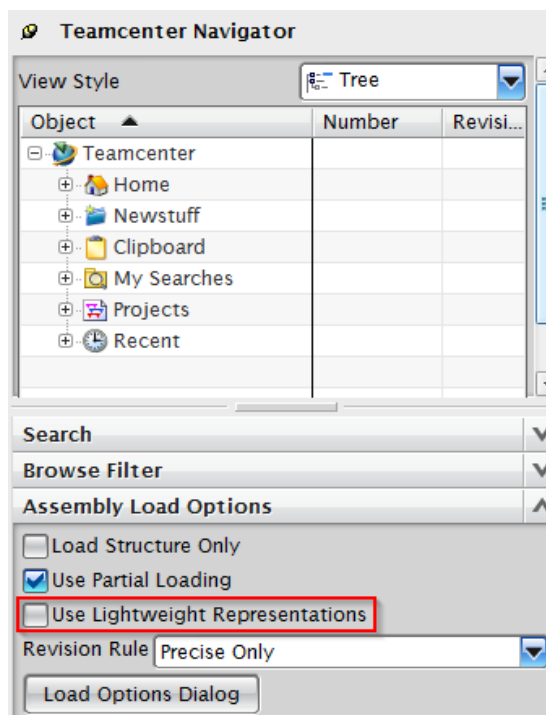 Teamcenter Navigator
View Style Tree
Object Number Revisi...
Teamcenter
Home
Newstuff
Clipboard
My Searches
Projects
Recent
Search
Browse Filter
Assembly Load Options
Load Structure Only
Use Partial Loading
Use Lightweight Representations
Revision Rule Precise Only
Load Options Dialog